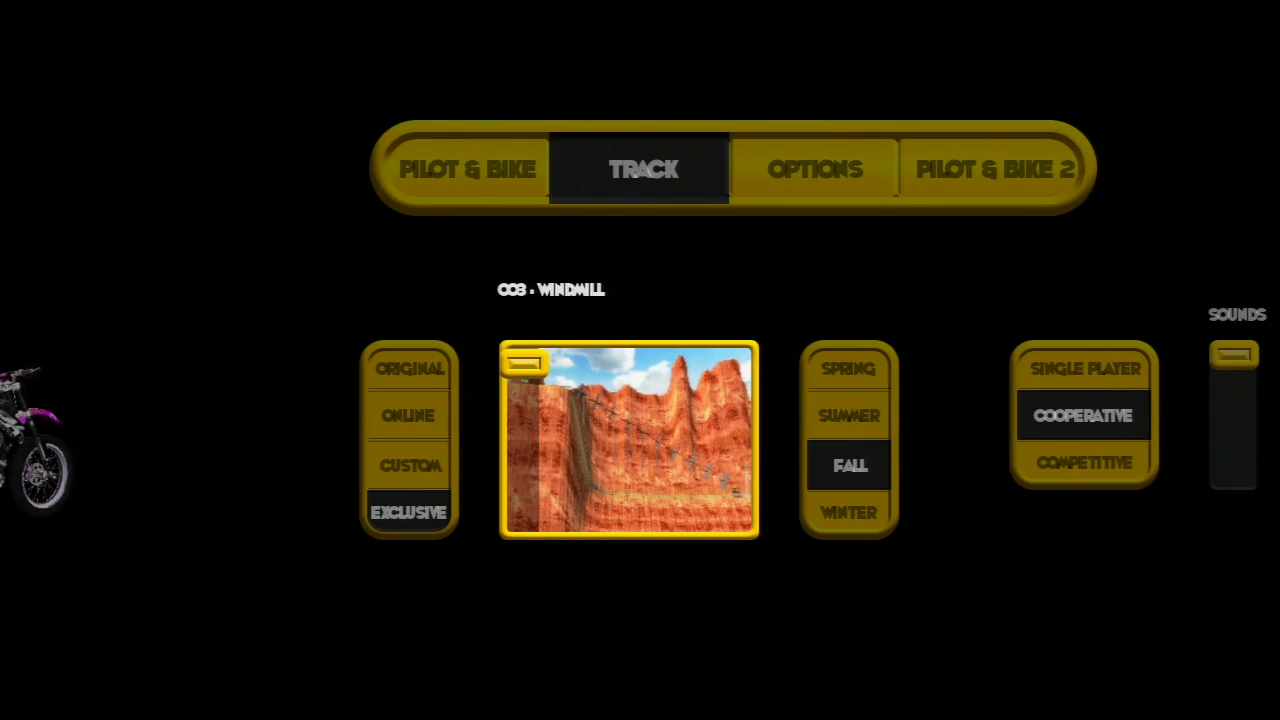 PILOT & BIKE
TRACK
OPTIONS
PILOT & BIKE 2
003 - WINDMILL
ORIGINAL
ONLINE
CUSTOM
EXCLUSIVE
SPRING
SUMMER
FALL
WINTER
SINGLE PLAYER
COOPERATIVE
COMPETITIVE
SOUNDS